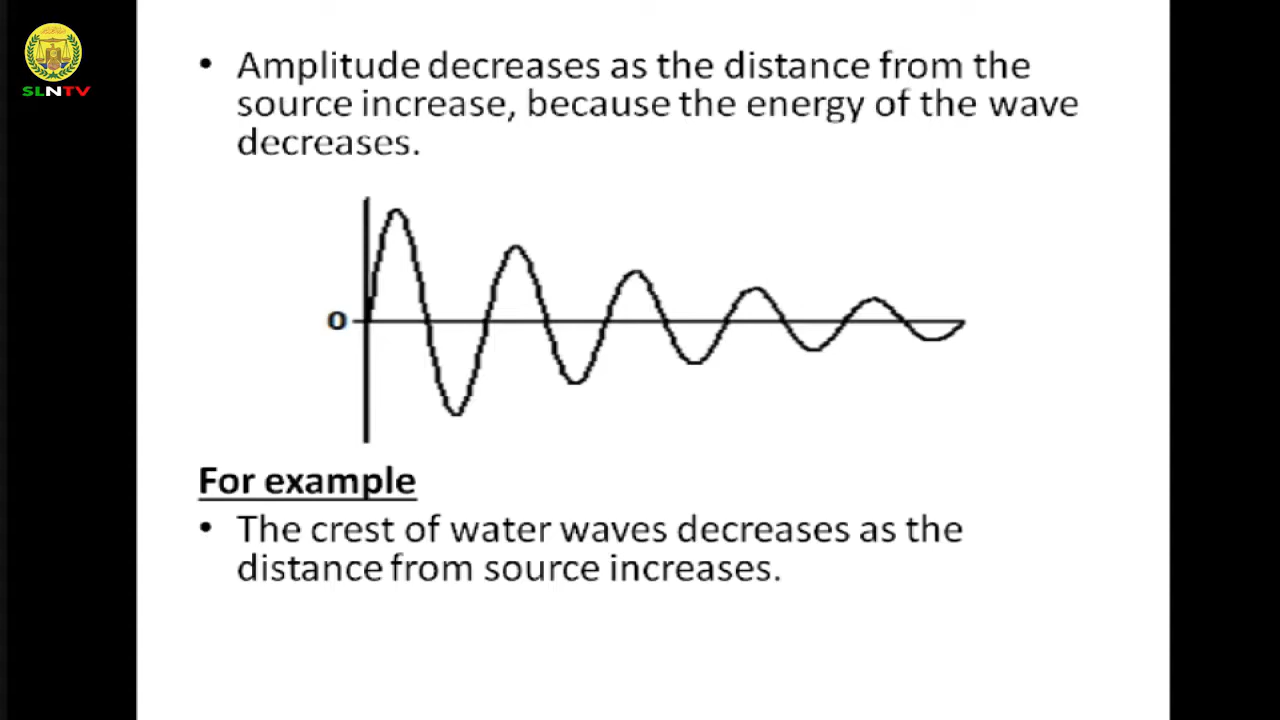 SLNTV
• Amplitude decreases as the distance from the
source increase, because the energy of the wave
decreases.
0
For example
• The crest of water waves decreases as the
distance from source increases.